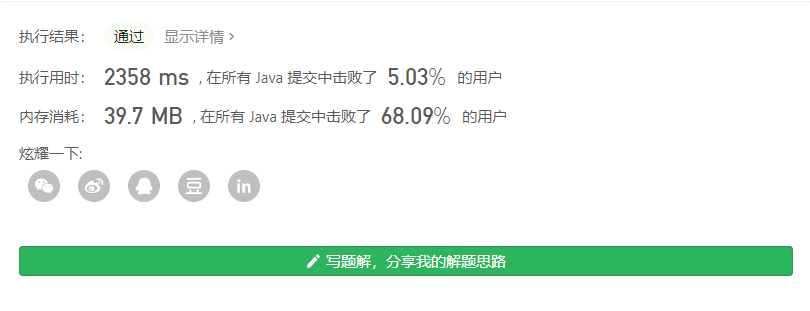 执行结果： 通过 显示详情 ›
执行用时： 2358 ms , 在所有 Java 提交中击败了 5.03% 的用户
内存消耗： 39.7 MB , 在所有 Java 提交中击败了 68.09% 的用户
炫耀一下:
豆 in
写题解，分享我的解题思路